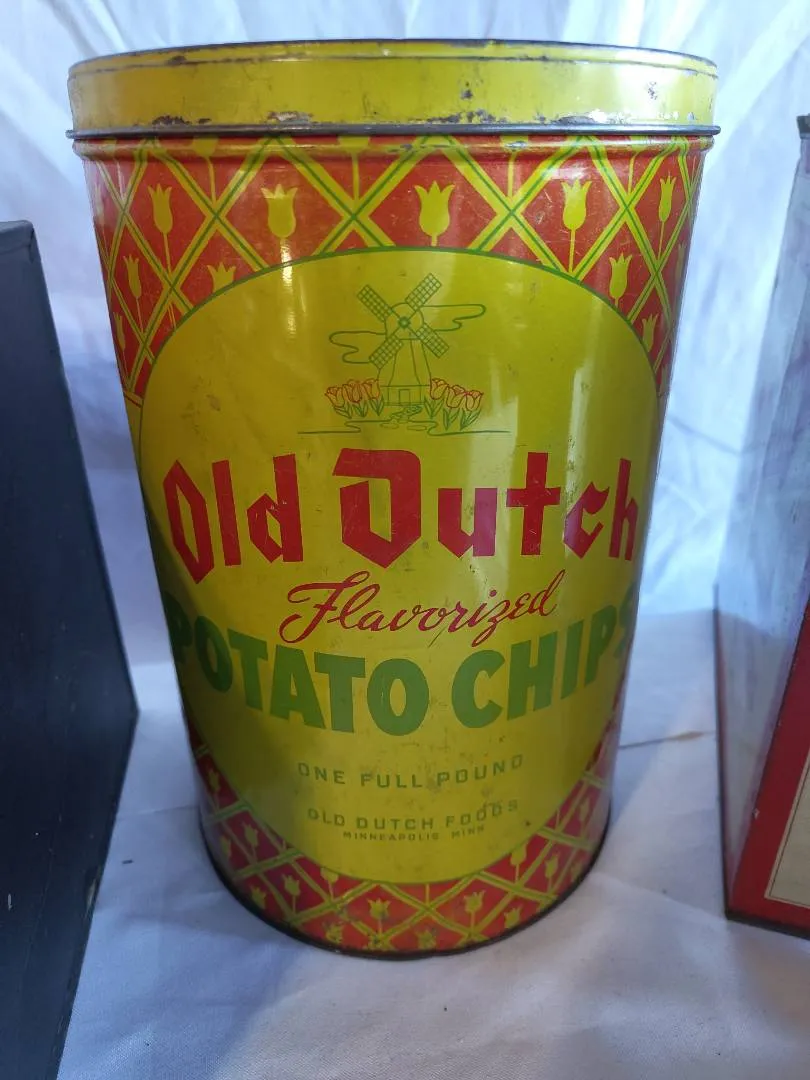 Old Dutch
Flavorized
POTATO CHIPS
ONE FULL POUND
OLD DUTCH FOODS
MINNEAPOLIS MINN